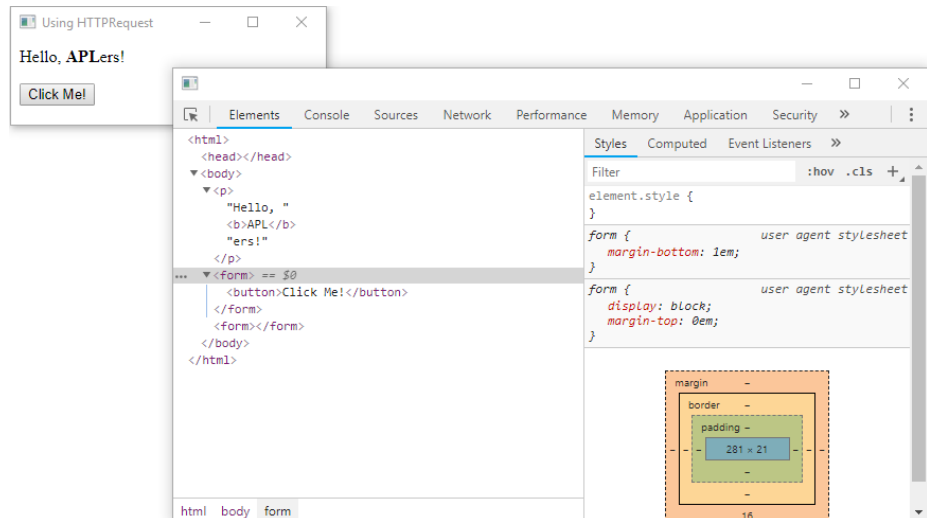 Using HTTPRequest
Hello, APLers!
Click Me!
Elements Console Sources Network Performance Memory Application Security »
<html>
<head></head>
▼<body>
▼<p>
"Hello, "
<b>APL</b>
"ers!"
</p>
... ▼<form> == $0
<button>Click Me!</button>
</form>
<form></form>
</body>
</html>
html body form
Styles Computed Event Listeners »
Filter :hov .cls +
element.style {
}
form { user agent stylesheet
margin-bottom: 1em;
}
form { user agent stylesheet
display: block;
margin-top: 0em;
}
margin –
border –
padding –
– – – 281 × 21 – – –
–
–
16